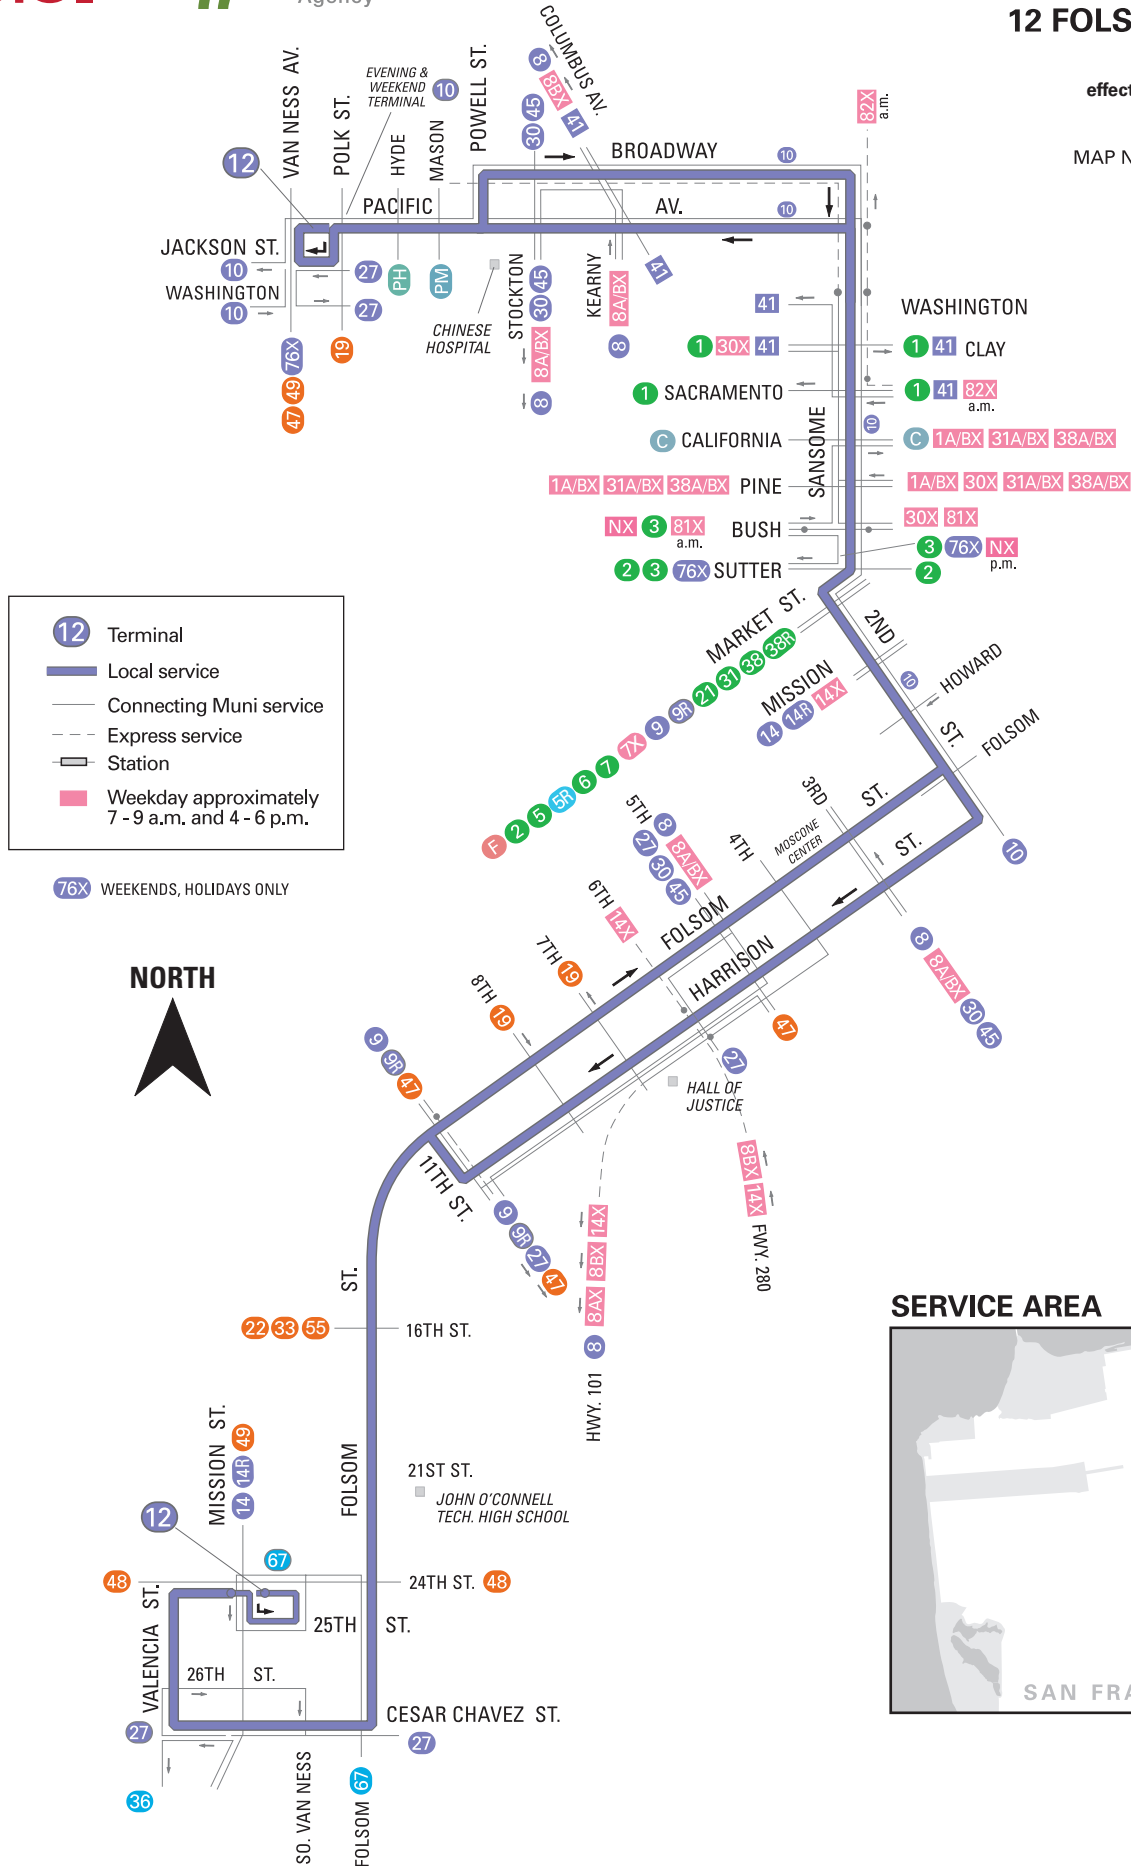 Agency
12 FOLS
effect
MAP N
82X
a.m.
COLUMBUS AV.
8
8BX
41
30 45
POWELL ST.
EVENING &
WEEKEND
TERMINAL
10
VAN NESS AV.
POLK ST.
HYDE
MASON
12
BROADWAY
10
PACIFIC
AV.
10
JACKSON ST.
10
27
WASHINGTON
10
27
PH
PM
CHINESE
HOSPITAL
STOCKTON
30 45
8A/BX
8
KEARNY
8A/BX
8
41
76X
47 49
19
41
WASHINGTON
1 30X 41
1 41 CLAY
1 SACRAMENTO
1 41 82X
a.m.
SANSOME
10
C CALIFORNIA
C 1A/BX 31A/BX 38A/BX
1A/BX 31A/BX 38A/BX PINE
1A/BX 30X 31A/BX 38A/BX
NX 3 81X
a.m.
BUSH
30X 81X
3 76X NX
p.m.
2 3 76X SUTTER
2
MARKET ST.
F 2 5 5R 6 7 7X 9 9R 21 31 38 38R
2ND
ST.
10
MISSION
14 14R 14X
HOWARD
FOLSOM
12 Terminal
Local service
Connecting Muni service
Express service
Station
Weekday approximately
7 - 9 a.m. and 4 - 6 p.m.
76X WEEKENDS, HOLIDAYS ONLY
NORTH
3RD
MOSCONE
CENTER
ST.
ST.
10
4TH
5TH
8
8A/BX
27 30 45
6TH 14X
FOLSOM
HARRISON
7TH 19
8TH 19
8
8A/BX
30
45
47
27
HALL OF
JUSTICE
9 9R 47
11TH ST.
9 9R 27 47
8BX 14X
FWY. 280
14X
8BX
8AX
8
HWY. 101
ST.
22 33 55
16TH ST.
MISSION ST.
14 14R 49
FOLSOM
21ST ST.
JOHN O'CONNELL
TECH. HIGH SCHOOL
12
67
48
24TH ST. 48
VALENCIA ST.
25TH
ST.
26TH
ST.
CESAR CHAVEZ ST.
27
27
36
SO. VAN NESS
FOLSOM 67
SERVICE AREA
SAN FRA